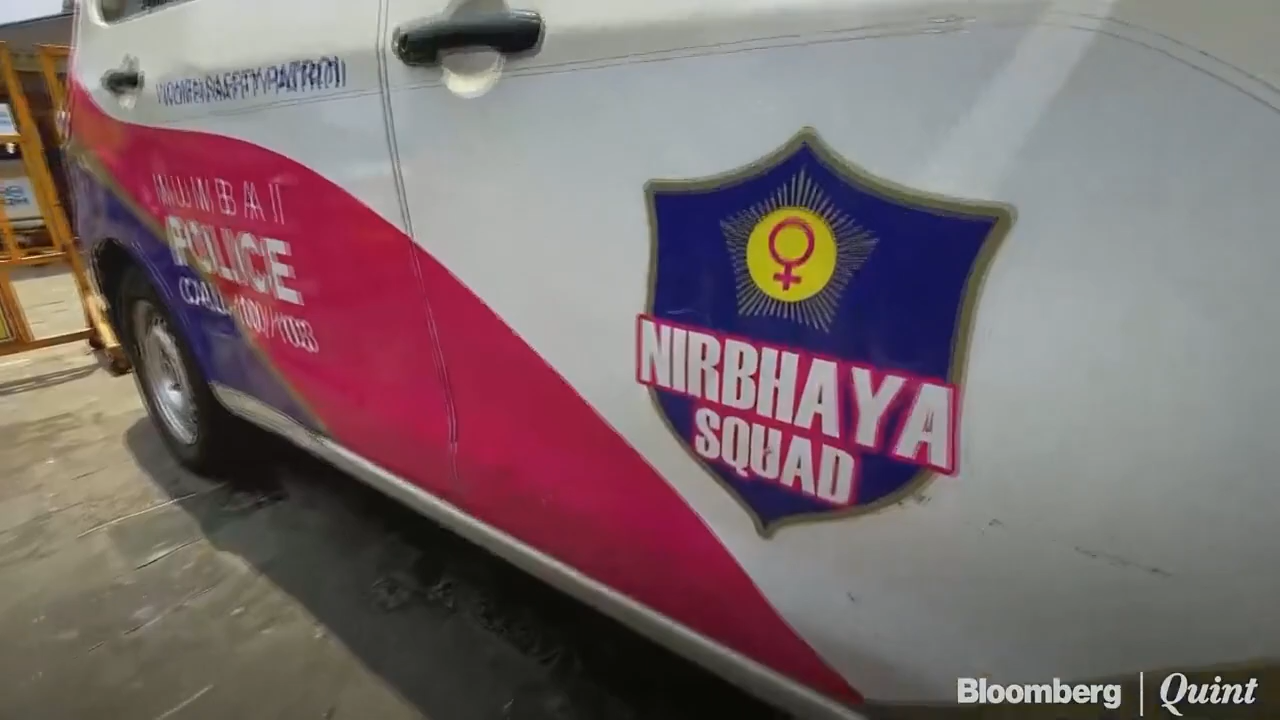 WOMEN SAFETY PATROL
MUMBAI
POLICE
NIRBHAYA
SQUAD
Bloomberg | Quint